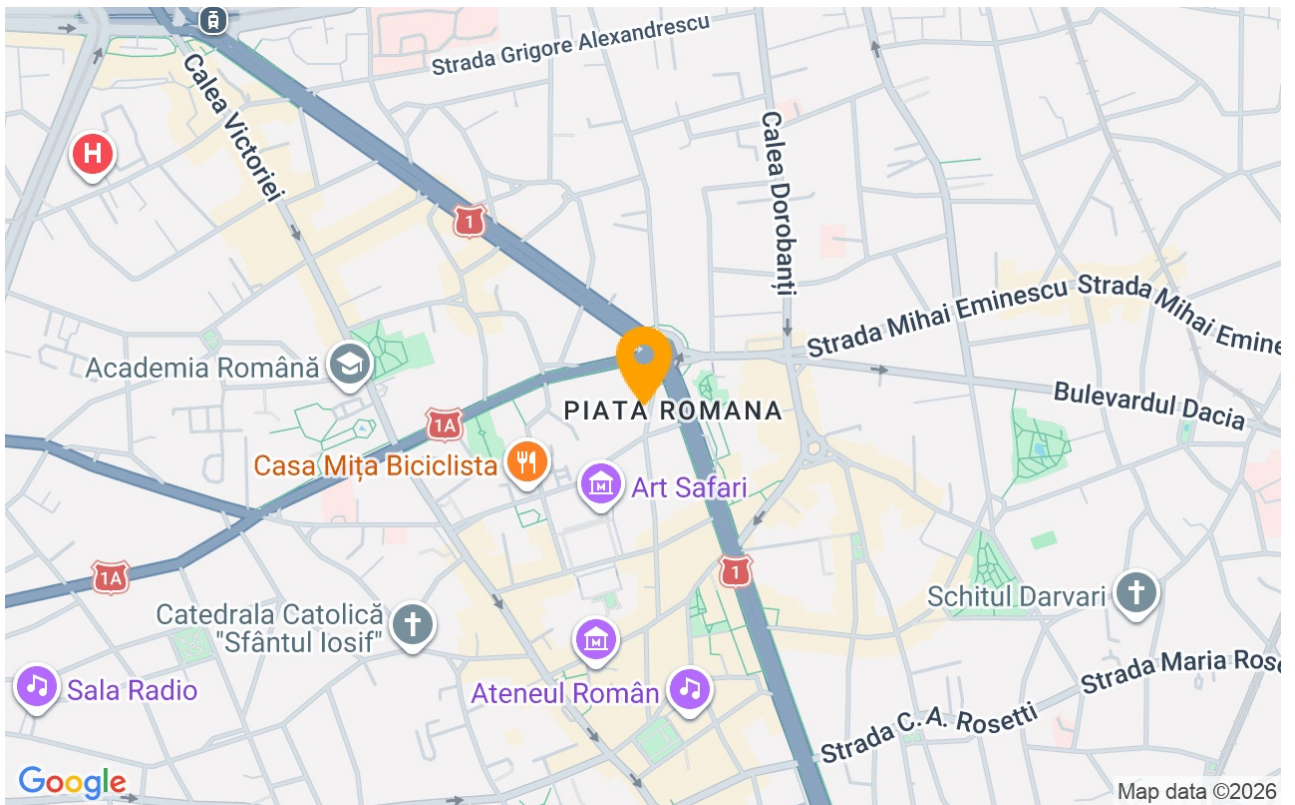 Strada Grigore Alexandrescu
Calea Victoriei
H
Calea Dorobanți
1
Strada Mihai Eminescu
Strada Mihai Emine
Academia Română
Bulevardul Dacia
PIATA ROMANA
1A
Casa Mița Biciclista
Art Safari
1
1A
Schitul Darvari
Catedrala Catolică
"Sfântul Iosif"
Strada Maria Rose
Sala Radio
Ateneul Român
Strada C. A. Rosetti
Google
Map data ©2026